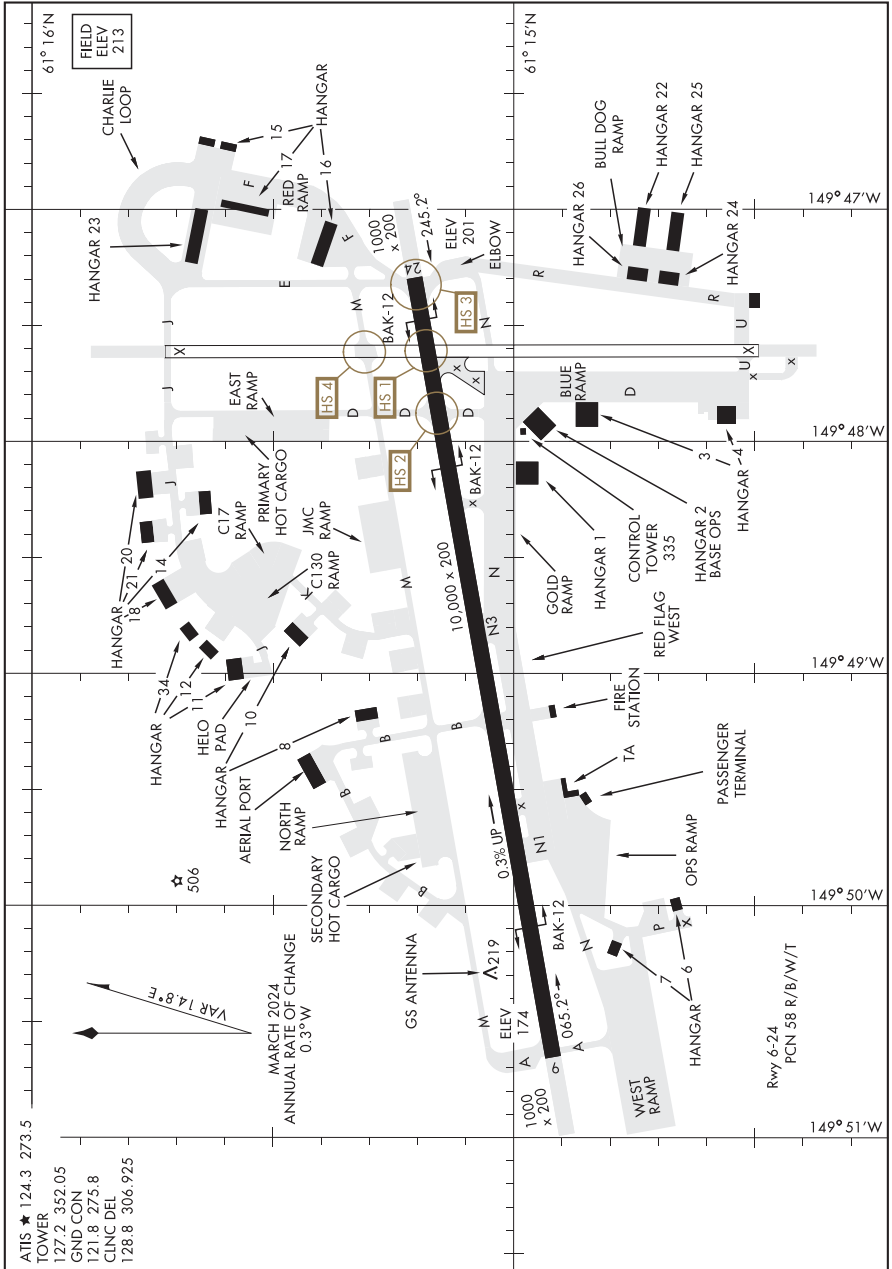 ATIS ★ 124.3 273.5
TOWER
127.2 352.05
GND CON
121.8 275.8
CLNC DEL
128.8 306.925
VAR 14.8° E
MARCH 2024
ANNUAL RATE OF CHANGE
0.3° W
506
FIELD
ELEV
213
61° 16'N
61° 15'N
149° 47'W
149° 48'W
149° 49'W
149° 50'W
149° 51'W
CHARLIE
LOOP
HANGAR 23
15
HANGAR
17
16
RED
RAMP
F
F
E
J
J
J
J
X
M
M
M
1000
x 200
245.2°
ELEV
201
ELBOW
24
BAK-12
HS 3
HS 1
HS 4
HS 2
EAST
RAMP
PRIMARY
HOT CARGO
D
D
D
D
N
X
X
X
BAK-12
HANGAR
20
21
14
18
C17
RAMP
JMC
RAMP
C130
RAMP
K
HANGAR
34
12
11
HELO
PAD
10
HANGAR
8
AERIAL PORT
NORTH
RAMP
SECONDARY
HOT CARGO
B
B
B
B
GS ANTENNA
219
10,000 x 200
N
N3
0.3% UP
X
N1
BAK-12
N
ELEV
174
065.2°
6
A
A
1000
x 200
WEST
RAMP
HANGAR
7
6
P
X
OPS RAMP
PASSENGER
TERMINAL
TA
FIRE
STATION
RED FLAG
WEST
GOLD
RAMP
HANGAR 1
CONTROL
TOWER
335
HANGAR 2
BASE OPS
HANGAR
3
4
BLUE
RAMP
U
X
U
X
X
R
R
HANGAR 26
BULL DOG
RAMP
HANGAR 22
HANGAR 25
HANGAR 24
Rwy 6-24
PCN 58 R/B/W/T